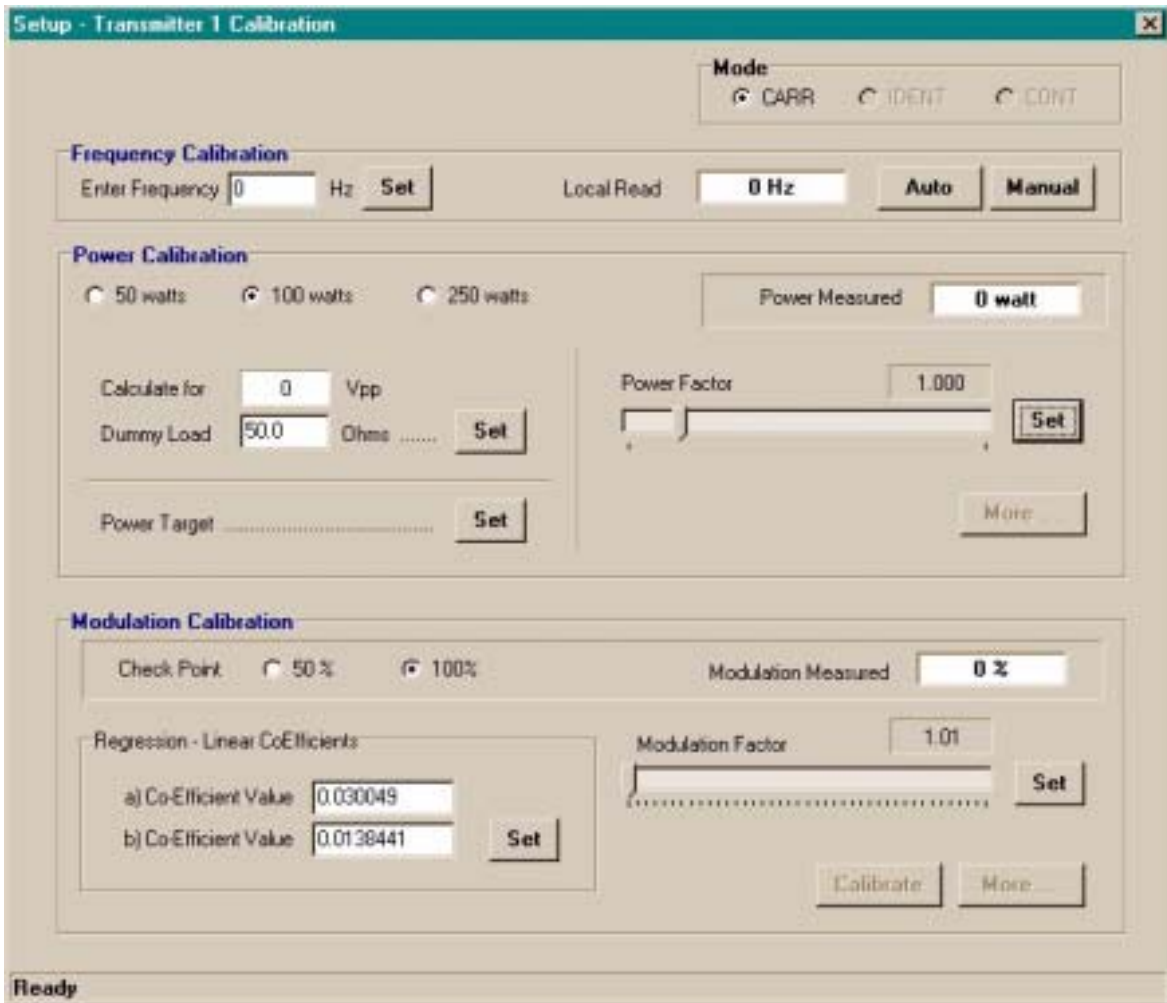 Setup - Transmitter 1 Calibration
Mode
CARR IDENT CONT
Frequency Calibration
Enter Frequency 0 Hz Set Local Read 0 Hz Auto Manual
Power Calibration
50 watts 100 watts 250 watts Power Measured 0 watt
Calculate for 0 Vpp
Dummy Load 50.0 Ohms ....... Set
Power Target ........................................ Set
Power Factor 1.000
Set
More ...
Modulation Calibration
Check Point 50 % 100% Modulation Measured 0 %
Regression - Linear CoEfficients
a) Co-Efficient Value 0.030049
b) Co-Efficient Value 0.0138441 Set
Modulation Factor 1.01
Set
Calibrate More ...
Ready